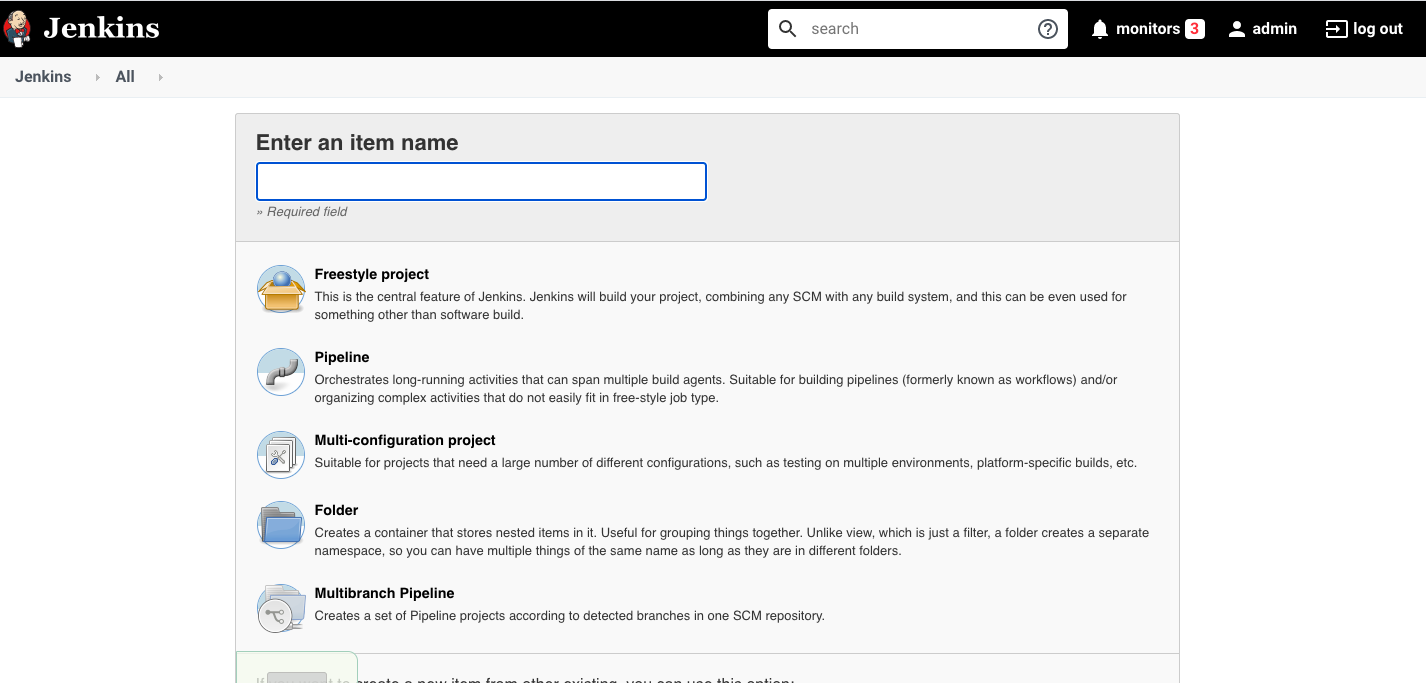 Jenkins
search
monitors 3
admin
log out
Jenkins All
Enter an item name
» Required field
Freestyle project
This is the central feature of Jenkins. Jenkins will build your project, combining any SCM with any build system, and this can be even used for
something other than software build.
Pipeline
Orchestrates long-running activities that can span multiple build agents. Suitable for building pipelines (formerly known as workflows) and/or
organizing complex activities that do not easily fit in free-style job type.
Multi-configuration project
Suitable for projects that need a large number of different configurations, such as testing on multiple environments, platform-specific builds, etc.
Folder
Creates a container that stores nested items in it. Useful for grouping things together. Unlike view, which is just a filter, a folder creates a separate
namespace, so you can have multiple things of the same name as long as they are in different folders.
Multibranch Pipeline
Creates a set of Pipeline projects according to detected branches in one SCM repository.
create a new item from other existing, you can use this option: